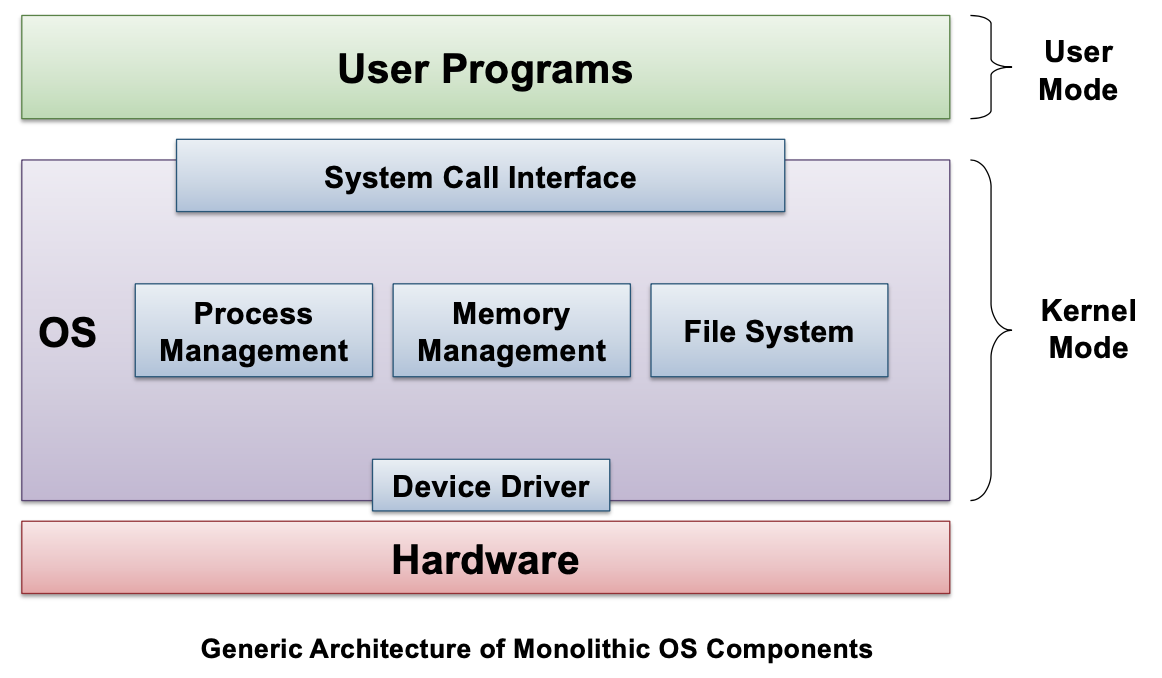 User Programs
User
Mode
System Call Interface
OS
Process
Management
Memory
Management
File System
Kernel
Mode
Device Driver
Hardware
Generic Architecture of Monolithic OS Components